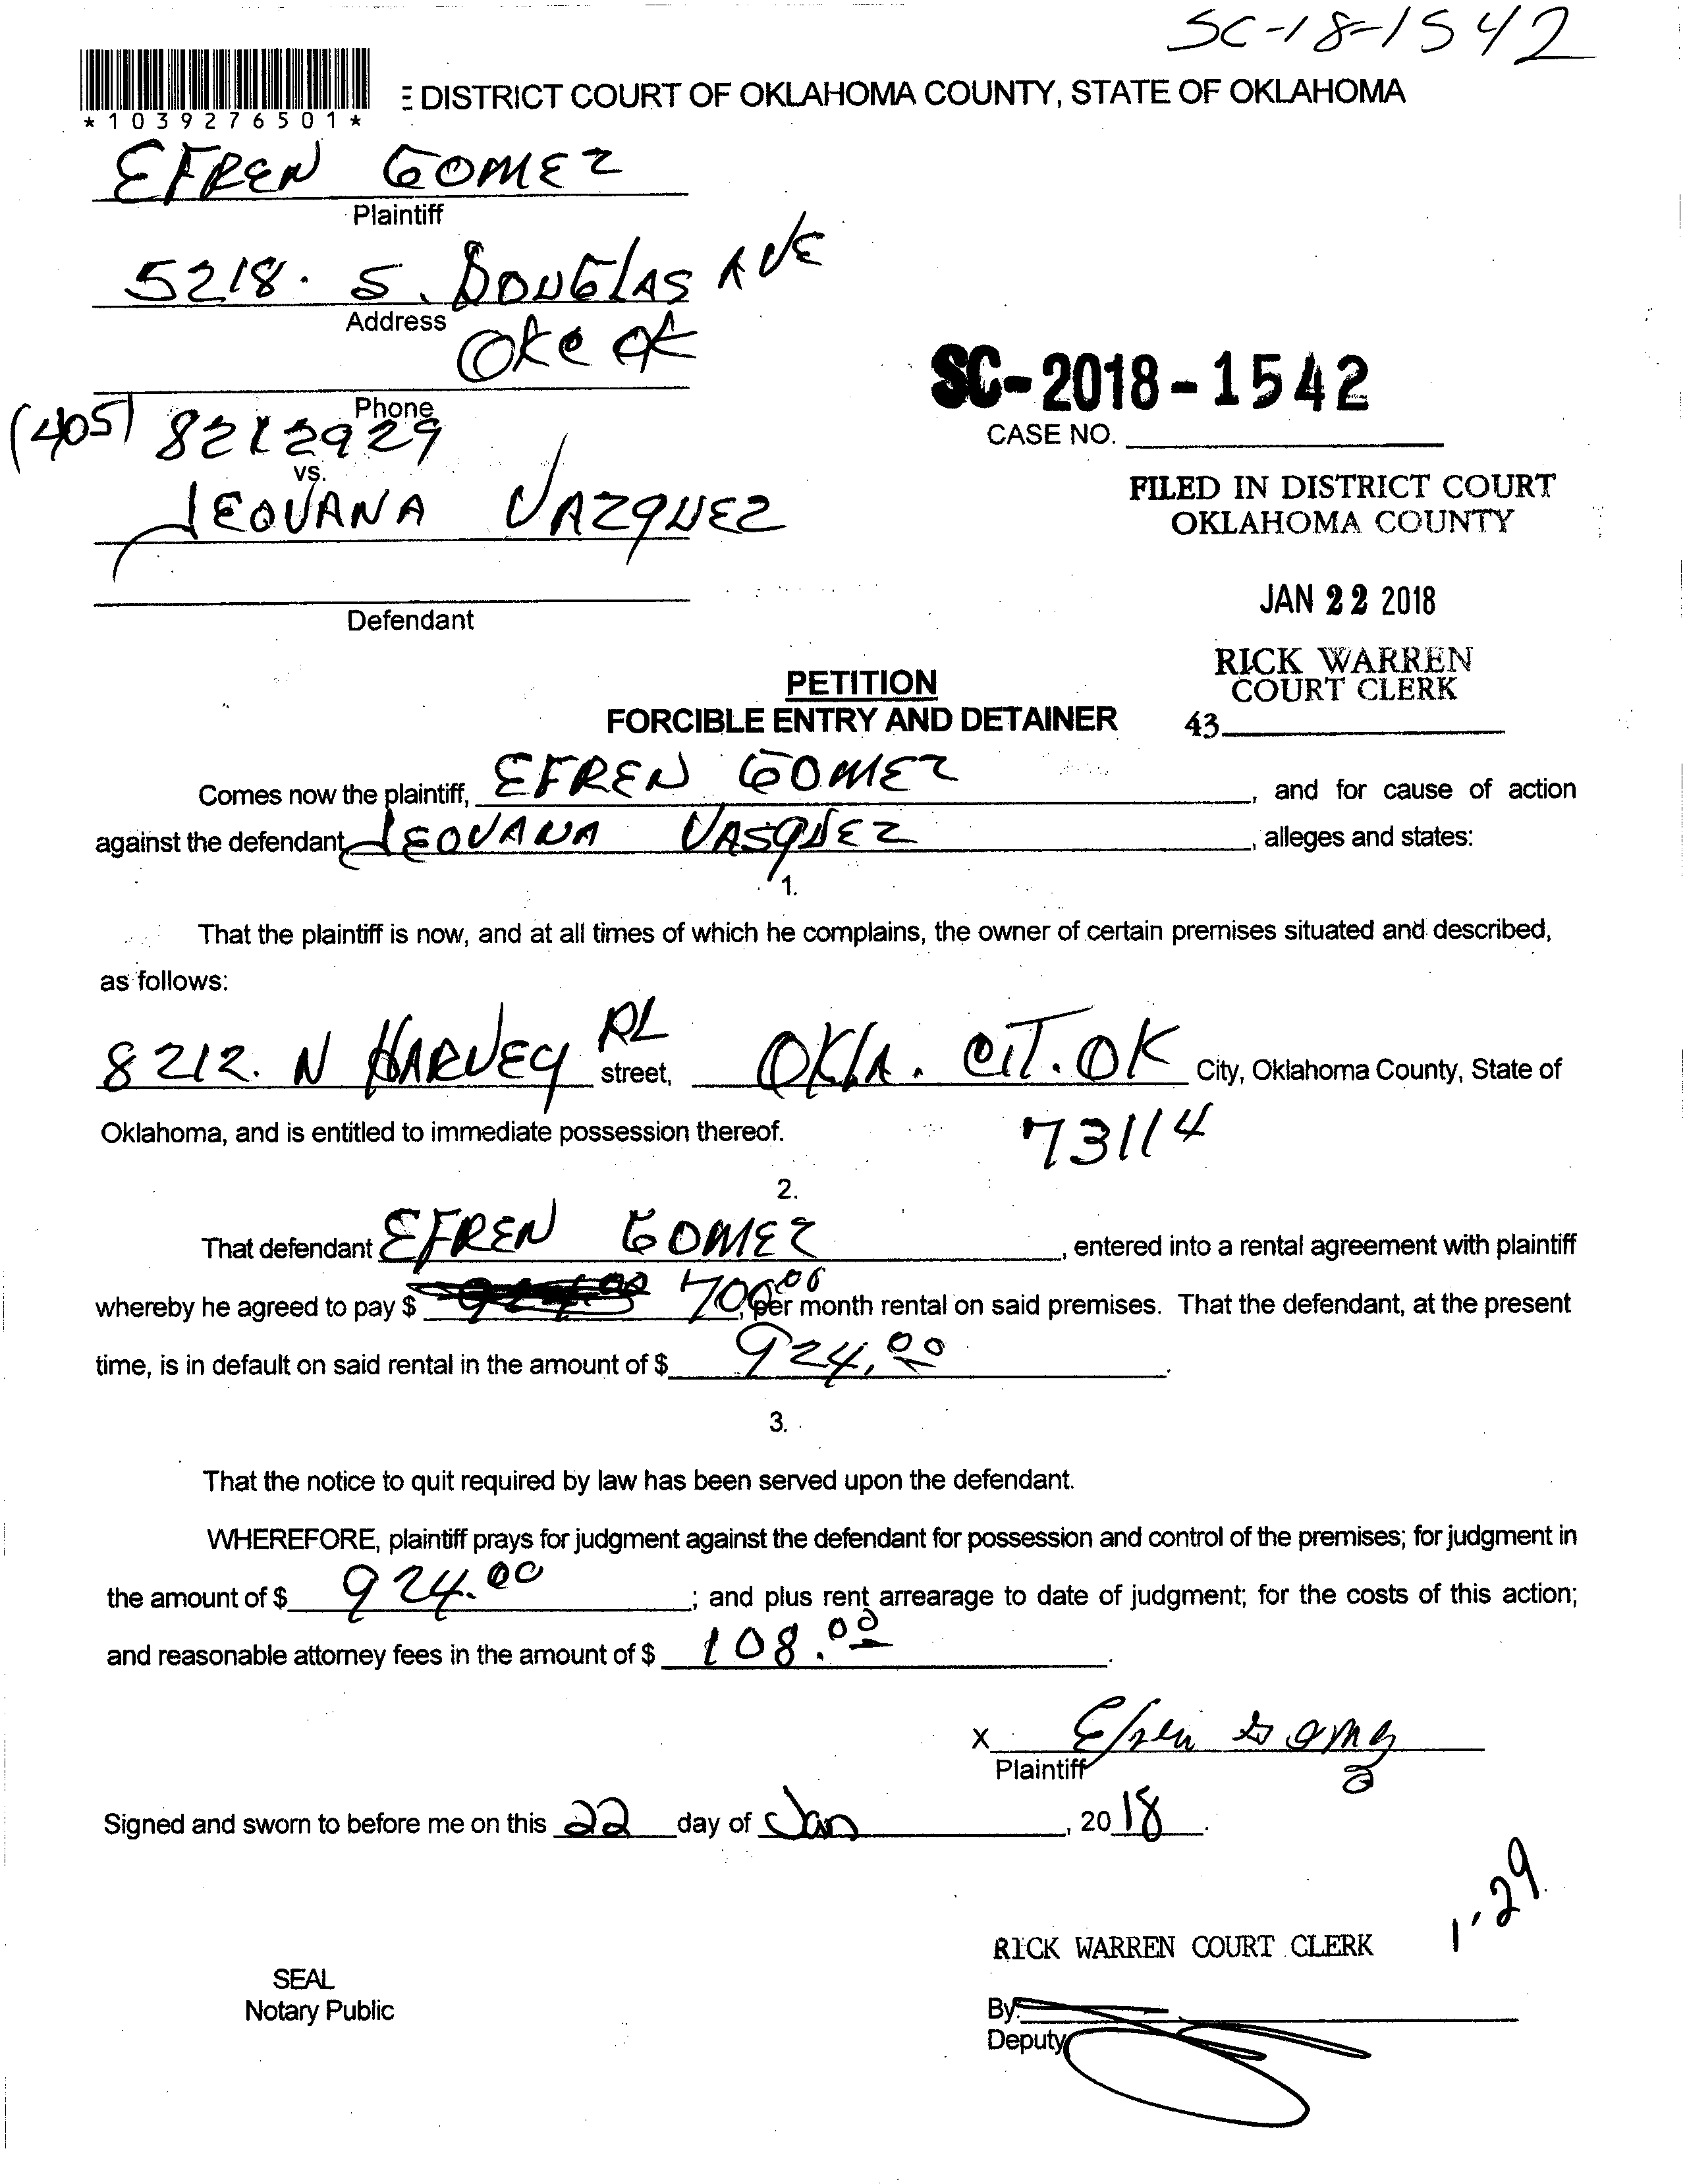 SC-18-1542
*1039276501*
E DISTRICT COURT OF OKLAHOMA COUNTY, STATE OF OKLAHOMA
EFREN GOMEZ
Plaintiff
5218. S. DOUGLAS AVE
Address
OKC OK
Phone
(405) 8212929
vs.
JEOVANA VAZQUEZ
Defendant
SC-2018-1542
CASE NO.
FILED IN DISTRICT COURT
OKLAHOMA COUNTY
JAN 22 2018
RICK WARREN
COURT CLERK
43
PETITION
FORCIBLE ENTRY AND DETAINER
Comes now the plaintiff, EFREN GOMEZ, and for cause of action
against the defendant JEOVANA VASQUEZ, alleges and states:
1.
That the plaintiff is now, and at all times of which he complains, the owner of certain premises situated and described,
as follows:
8212. N HARVEY PL street, OKLA. CIT. OK City, Oklahoma County, State of
Oklahoma, and is entitled to immediate possession thereof. 73114
2.
That defendant EFREN GOMEZ, entered into a rental agreement with plaintiff
whereby he agreed to pay $ 700.00, per month rental on said premises. That the defendant, at the present
time, is in default on said rental in the amount of $ 924.00.
3.
That the notice to quit required by law has been served upon the defendant.
WHEREFORE, plaintiff prays for judgment against the defendant for possession and control of the premises; for judgment in
the amount of $ 924.00; and plus rent arrearage to date of judgment; for the costs of this action;
and reasonable attorney fees in the amount of $ 108.00.
X Efren Gomez
Plaintiff
Signed and sworn to before me on this 22 day of Jan, 2018.
1-29
RICK WARREN COURT CLERK
SEAL
Notary Public
By:
Deputy